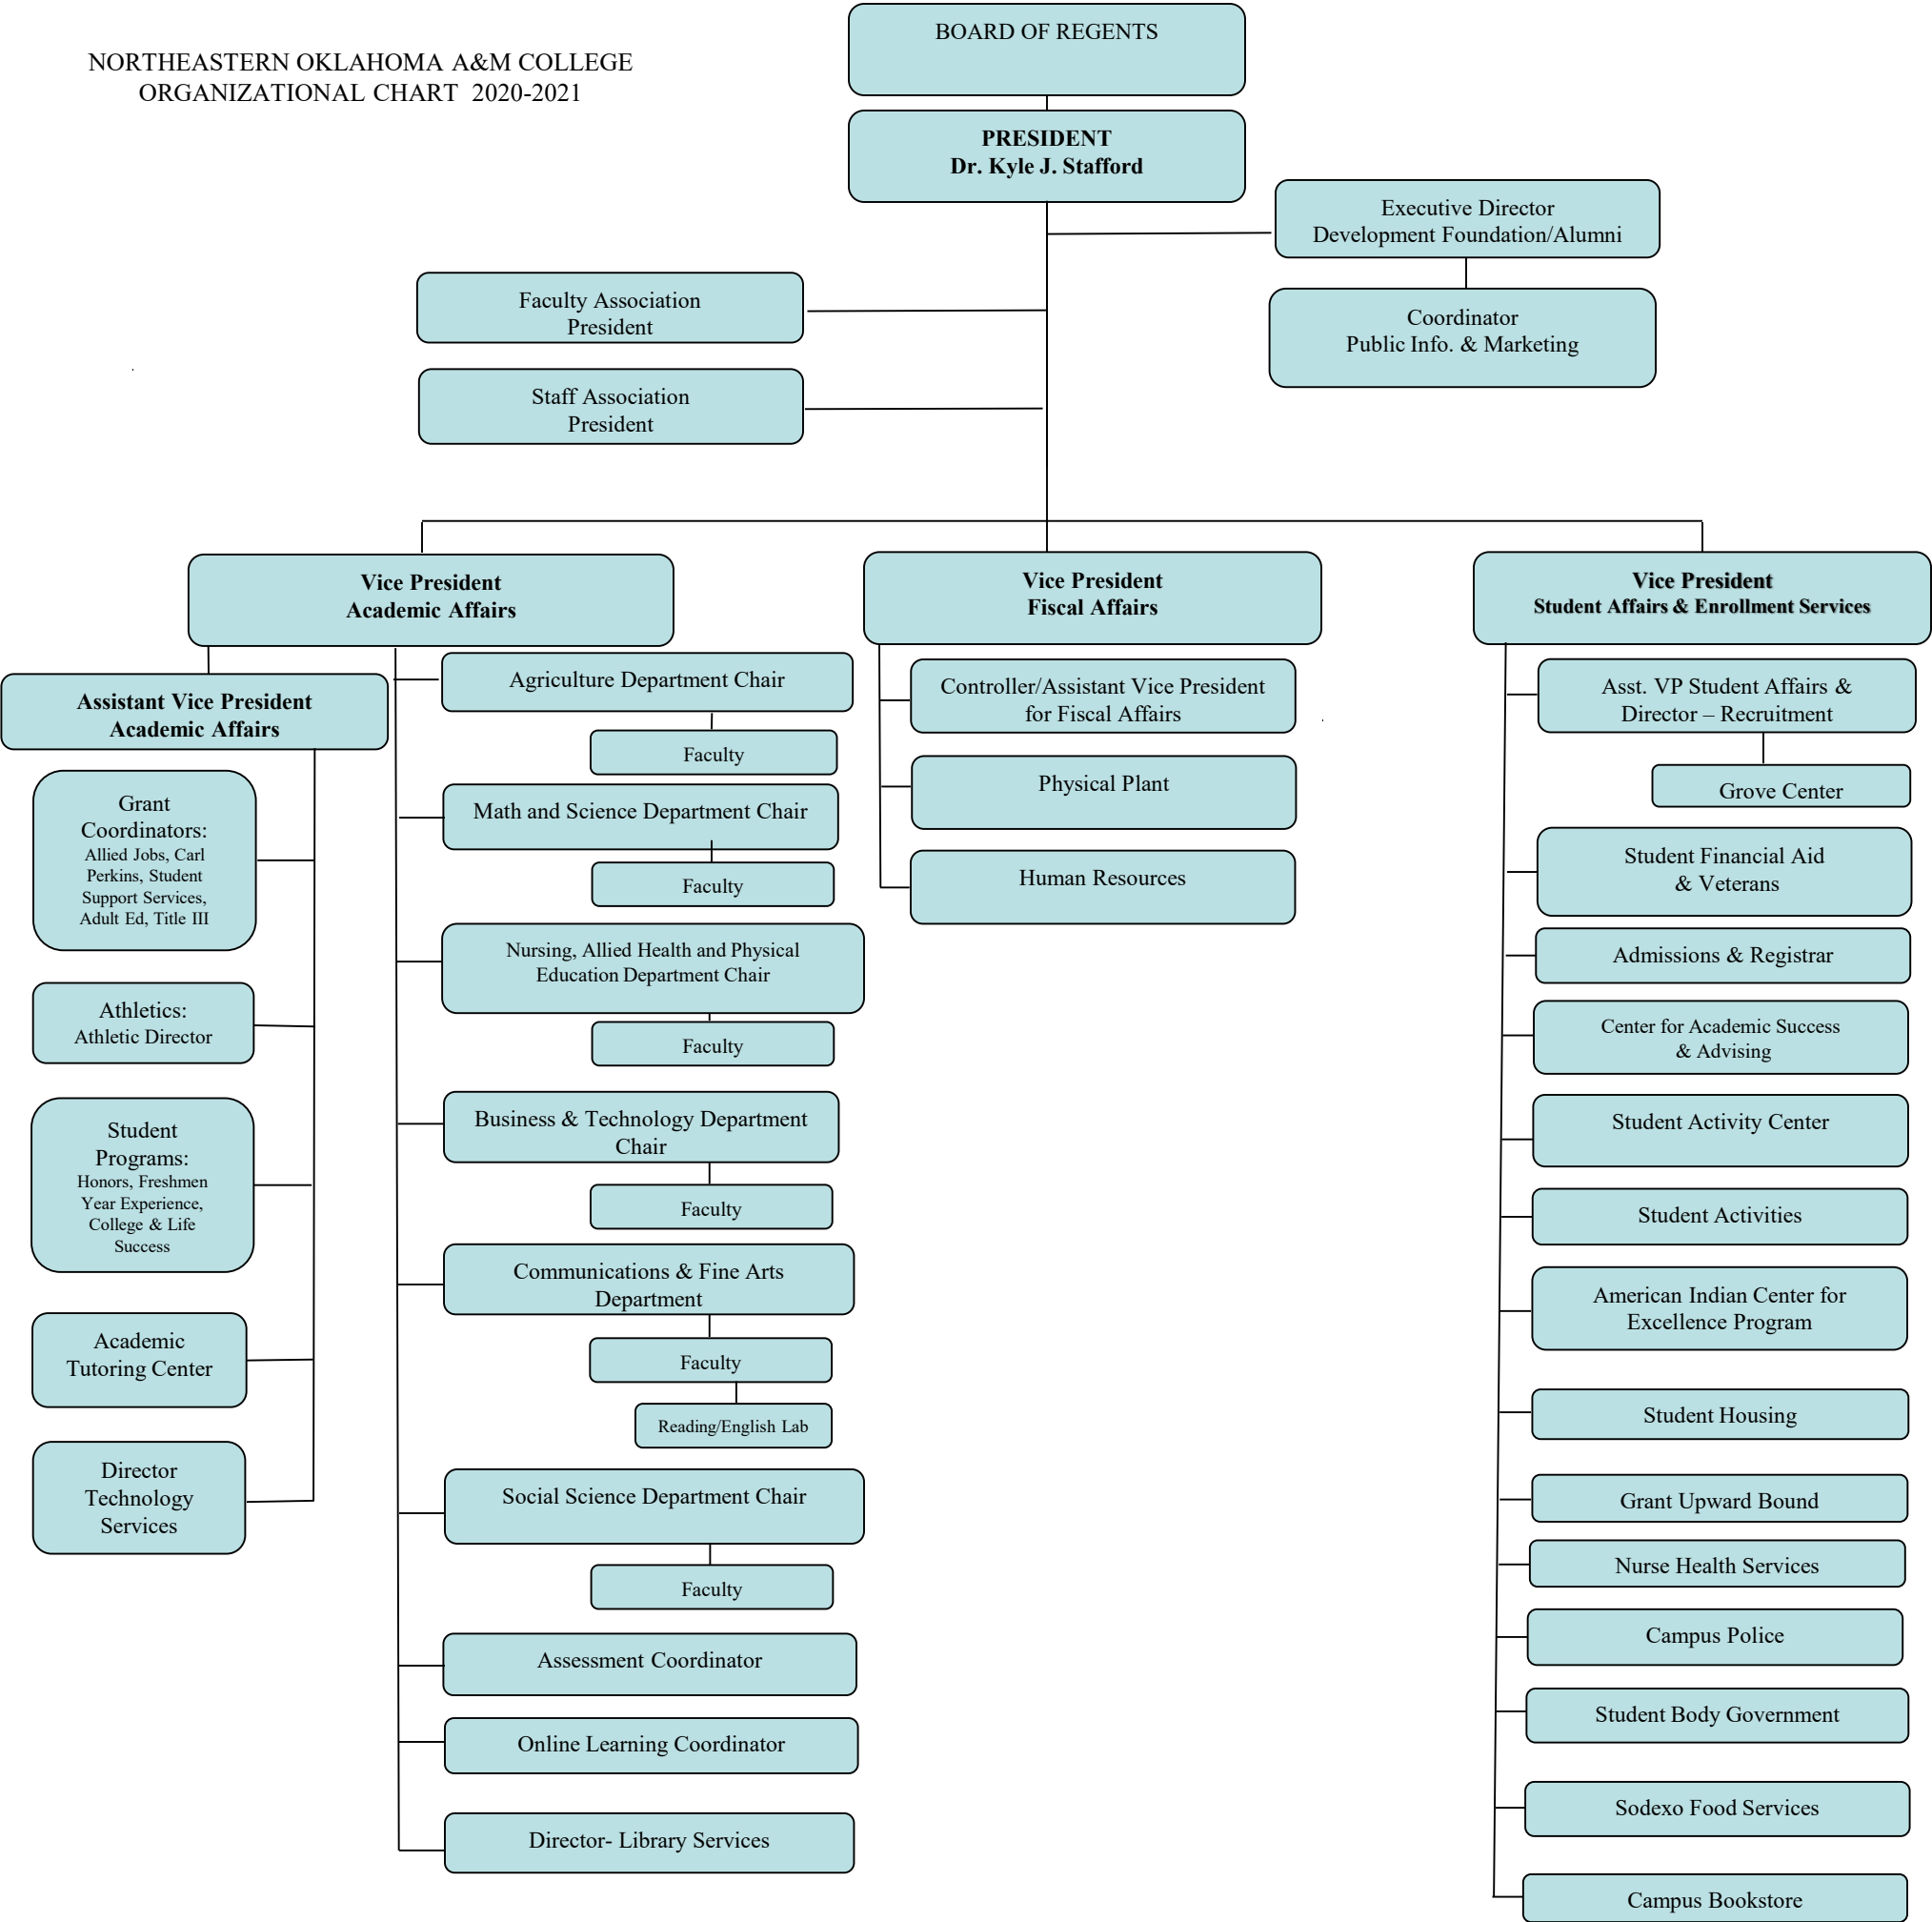 NORTHEASTERN OKLAHOMA A&M COLLEGE
ORGANIZATIONAL CHART 2020-2021
BOARD OF REGENTS
PRESIDENT
Dr. Kyle J. Stafford
Executive Director
Development Foundation/Alumni
Coordinator
Public Info. & Marketing
Faculty Association
President
Staff Association
President
Vice President
Academic Affairs
Assistant Vice President
Academic Affairs
Grant
Coordinators:
Allied Jobs, Carl
Perkins, Student
Support Services,
Adult Ed, Title III
Athletics:
Athletic Director
Student
Programs:
Honors, Freshmen
Year Experience,
College & Life
Success
Academic
Tutoring Center
Director
Technology
Services
Agriculture Department Chair
Faculty
Math and Science Department Chair
Faculty
Nursing, Allied Health and Physical
Education Department Chair
Faculty
Business & Technology Department
Chair
Faculty
Communications & Fine Arts
Department
Faculty
Reading/English Lab
Social Science Department Chair
Faculty
Assessment Coordinator
Online Learning Coordinator
Director- Library Services
Vice President
Fiscal Affairs
Controller/Assistant Vice President
for Fiscal Affairs
Physical Plant
Human Resources
Vice President
Student Affairs & Enrollment Services
Asst. VP Student Affairs &
Director – Recruitment
Grove Center
Student Financial Aid
& Veterans
Admissions & Registrar
Center for Academic Success
& Advising
Student Activity Center
Student Activities
American Indian Center for
Excellence Program
Student Housing
Grant Upward Bound
Nurse Health Services
Campus Police
Student Body Government
Sodexo Food Services
Campus Bookstore